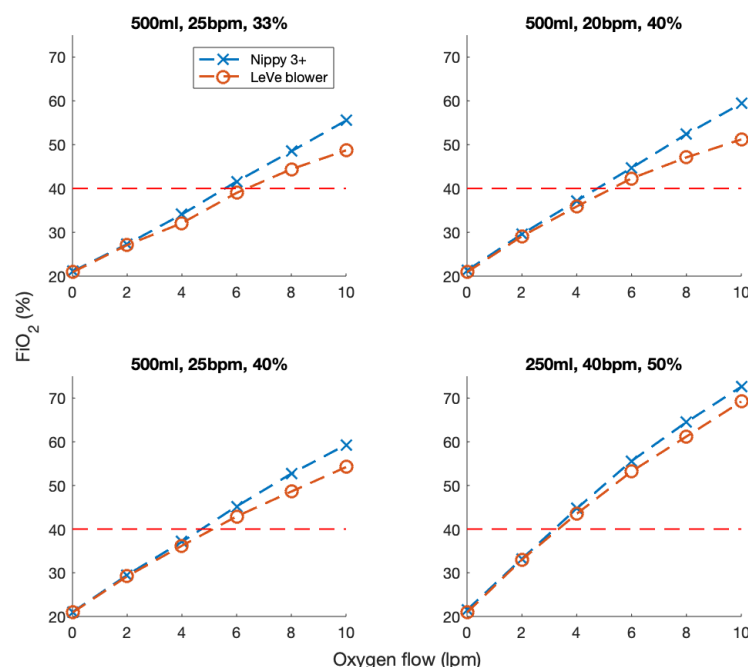 500ml, 25bpm, 33%
Nippy 3+
LeVe blower
70
60
50
40
30
20
0 2 4 6 8 10
500ml, 20bpm, 40%
70
60
50
40
30
20
0 2 4 6 8 10
FiO2 (%)
500ml, 25bpm, 40%
70
60
50
40
30
20
0 2 4 6 8 10
250ml, 40bpm, 50%
70
60
50
40
30
20
0 2 4 6 8 10
Oxygen flow (lpm)